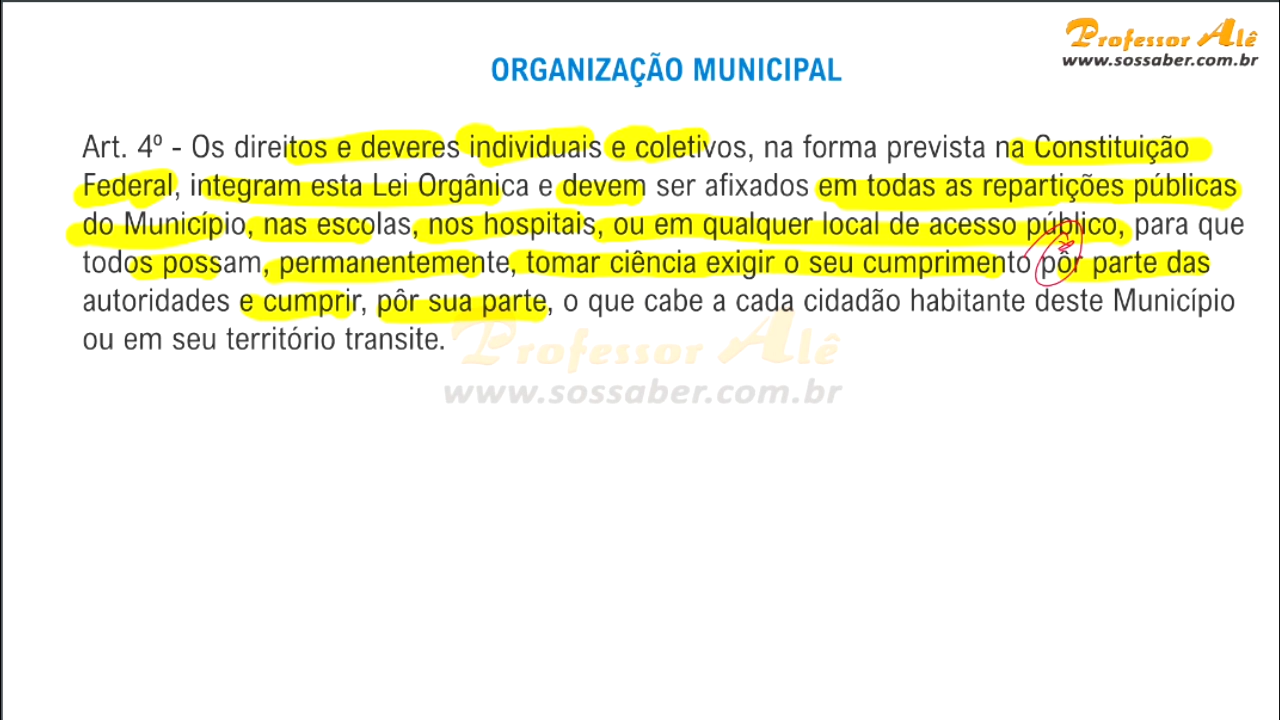 Professor Alê
www.sossaber.com.br
ORGANIZAÇÃO MUNICIPAL
Art. 4º - Os direitos e deveres individuais e coletivos, na forma prevista na Constituição
Federal, integram esta Lei Orgânica e devem ser afixados em todas as repartições públicas
do Município, nas escolas, nos hospitais, ou em qualquer local de acesso público, para que
todos possam, permanentemente, tomar ciência exigir o seu cumprimento pôr parte das
autoridades e cumprir, pôr sua parte, o que cabe a cada cidadão habitante deste Município
ou em seu território transite.
Professor Alê
www.sossaber.com.br